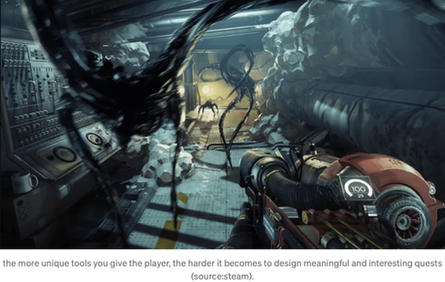 100
the more unique tools you give the player, the harder it becomes to design meaningful and interesting quests
(source:steam).